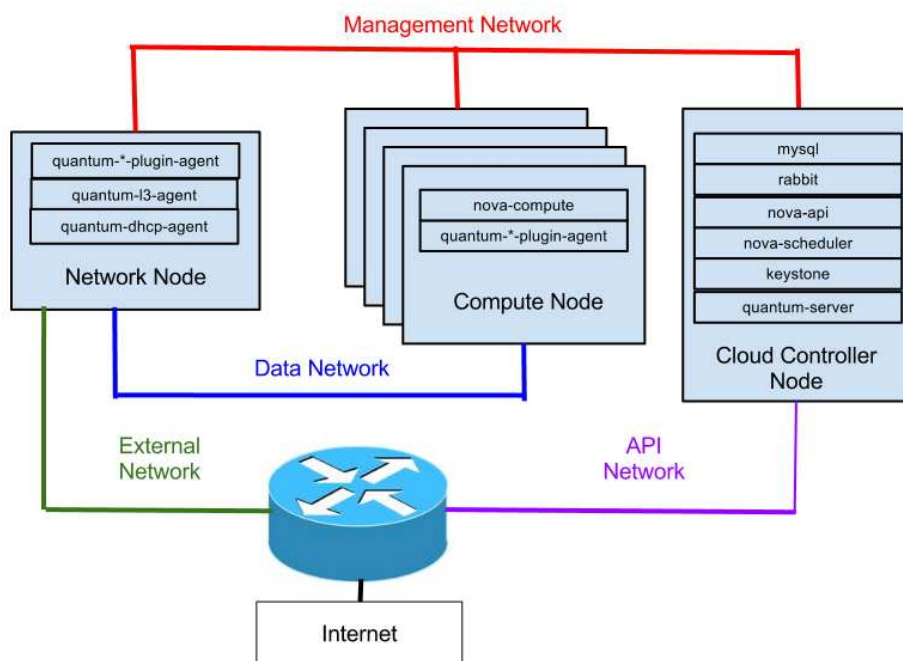 Management Network
quantum-*-plugin-agent
quantum-l3-agent
quantum-dhcp-agent
Network Node
nova-compute
quantum-*-plugin-agent
Compute Node
mysql
rabbit
nova-api
nova-scheduler
keystone
quantum-server
Cloud Controller
Node
Data Network
External
Network
API
Network
Internet